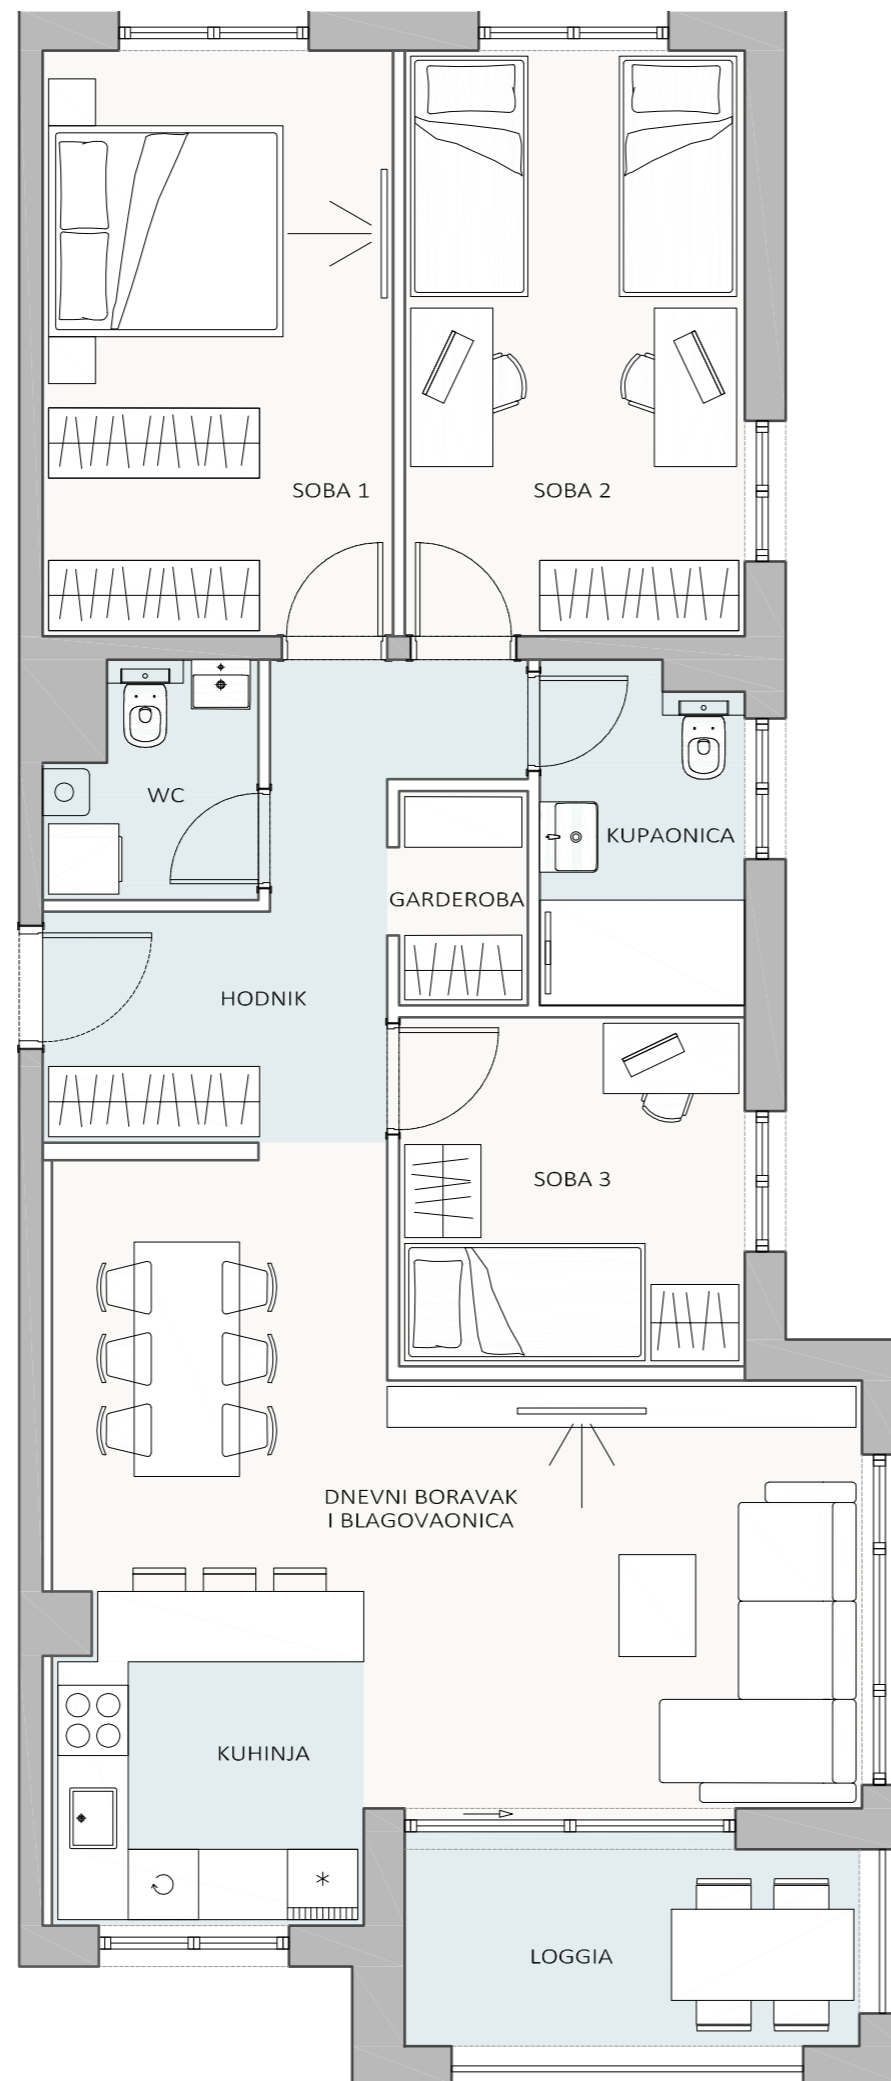 SOBA 1
SOBA 2
WC
KUPAONICA
GARDEROBA
HODNIK
SOBA 3
DNEVNI BORAVAK
I BLAGOVAONICA
KUHINJA
LOGGIA